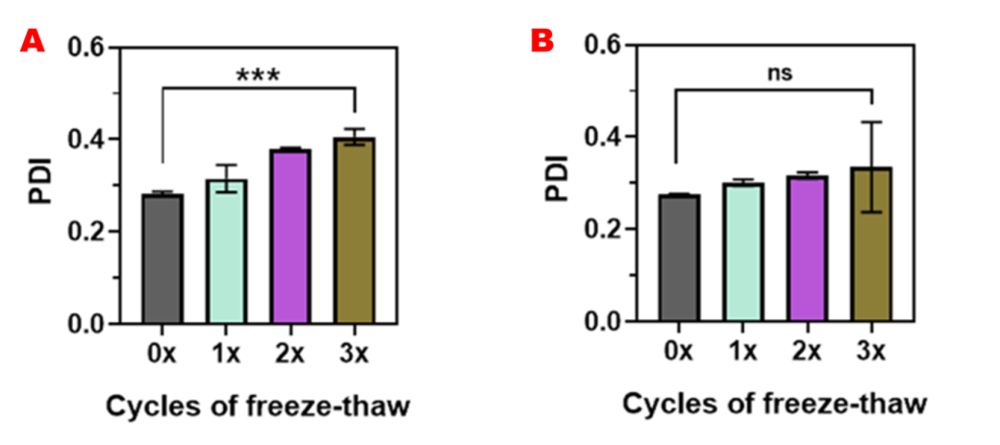 A
0.6
***
0.4
PDI
0.2
0.0
0x 1x 2x 3x
Cycles of freeze-thaw
B
0.6
ns
0.4
PDI
0.2
0.0
0x 1x 2x 3x
Cycles of freeze-thaw